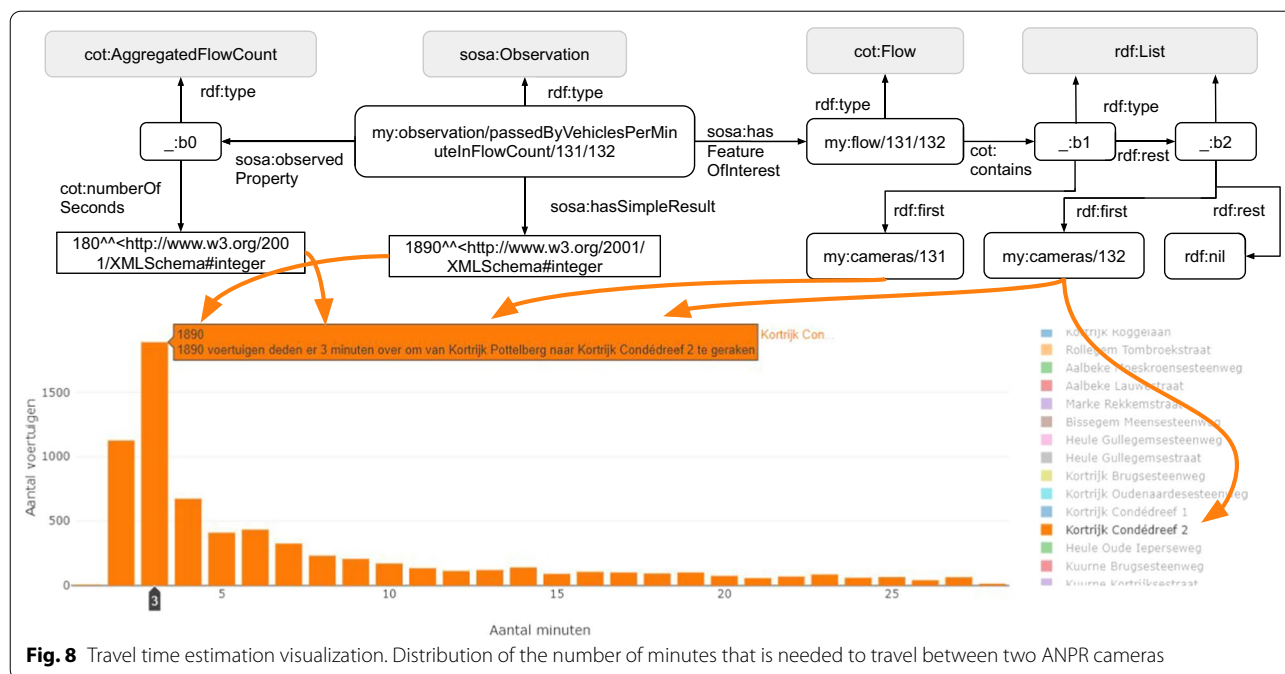 cot:AggregatedFlowCount
sosa:Observation
cot:Flow
rdf:List
rdf:type
rdf:type
rdf:type
rdf:type
_:b0
my:observation/passedByVehiclesPerMin
uteInFlowCount/131/132
my:flow/131/132
_:b1
_:b2
sosa:observed
Property
sosa:has
Feature
OfInterest
cot:
contains
rdf:rest
cot:numberOf
Seconds
sosa:hasSimpleResult
rdf:first
rdf:first
rdf:rest
180^^<http://www.w3.org/200
1/XMLSchema#integer
1890^^<http://www.w3.org/2001/
XMLSchema#integer
my:cameras/131
my:cameras/132
rdf:nil
1890
1890 voertuigen deden er 3 minuten over om van Kortrijk Pottelberg naar Kortrijk Condédreef 2 te geraken
Kortrijk Con...
Aantal voertuigen
1500
1000
500
0
3
5
10
15
20
25
Aantal minuten
Kortrijk Roggelaan
Rollegem Tombroekstraat
Aalbeke Moeskroensesteenweg
Aalbeke Lauwestraat
Marke Rekkemstraat
Bissegem Meensesteenweg
Heule Gullegemsesteenweg
Heule Gullegemsestraat
Kortrijk Brugsesteenweg
Kortrijk Oudenaardesesteenweg
Kortrijk Condédreef 1
Kortrijk Condédreef 2
Heule Oude Ieperseweg
Kuurne Brugsesteenweg
Kuurne Kortrijksestraat
Fig. 8 Travel time estimation visualization. Distribution of the number of minutes that is needed to travel between two ANPR cameras